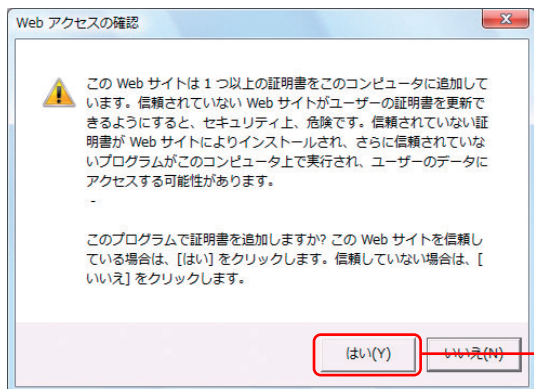 Web アクセスの確認
この Web サイトは 1 つ以上の証明書をこのコンピュータに追加して
います。信頼されていない Web サイトがユーザーの証明書を更新で
きるようにすると、セキュリティ上、危険です。信頼されていない証
明書が Web サイトによりインストールされ、さらに信頼されていな
いプログラムがこのコンピュータ上で実行され、ユーザーのデータに
アクセスする可能性があります。
-
このプログラムで証明書を追加しますか? この Web サイトを信頼し
ている場合は、[はい] をクリックします。信頼していない場合は、[
いいえ] をクリックします。
はい(Y) いいえ(N)